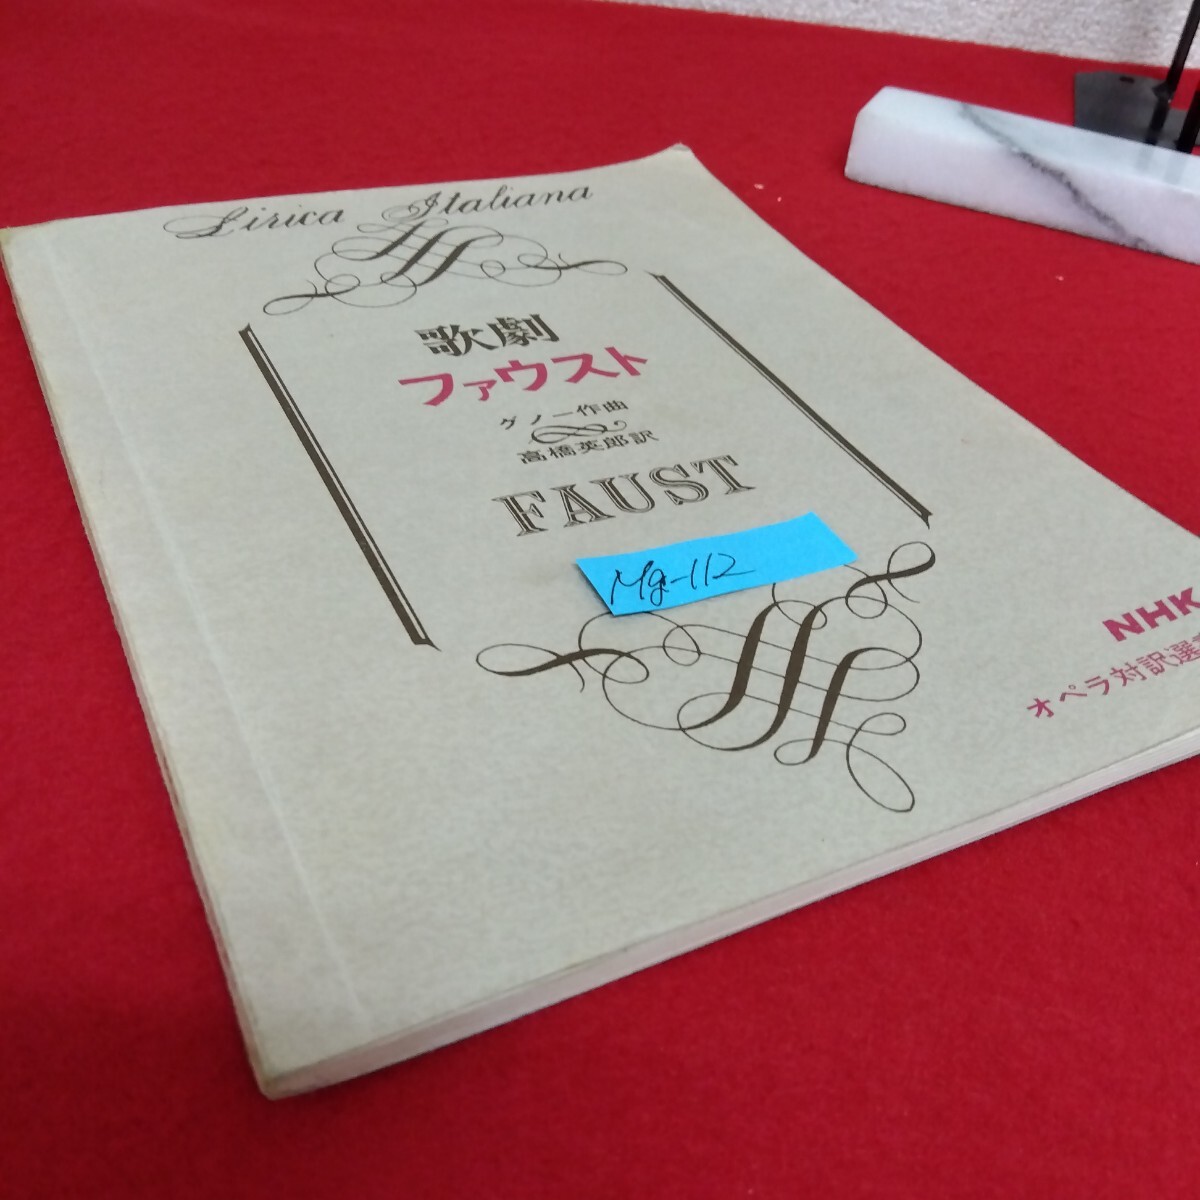 Lirica Italiana
歌劇
ファウスト
グノー作曲
高橋英郎訳
FAUST
Mg-112
NHK
オペラ対訳選